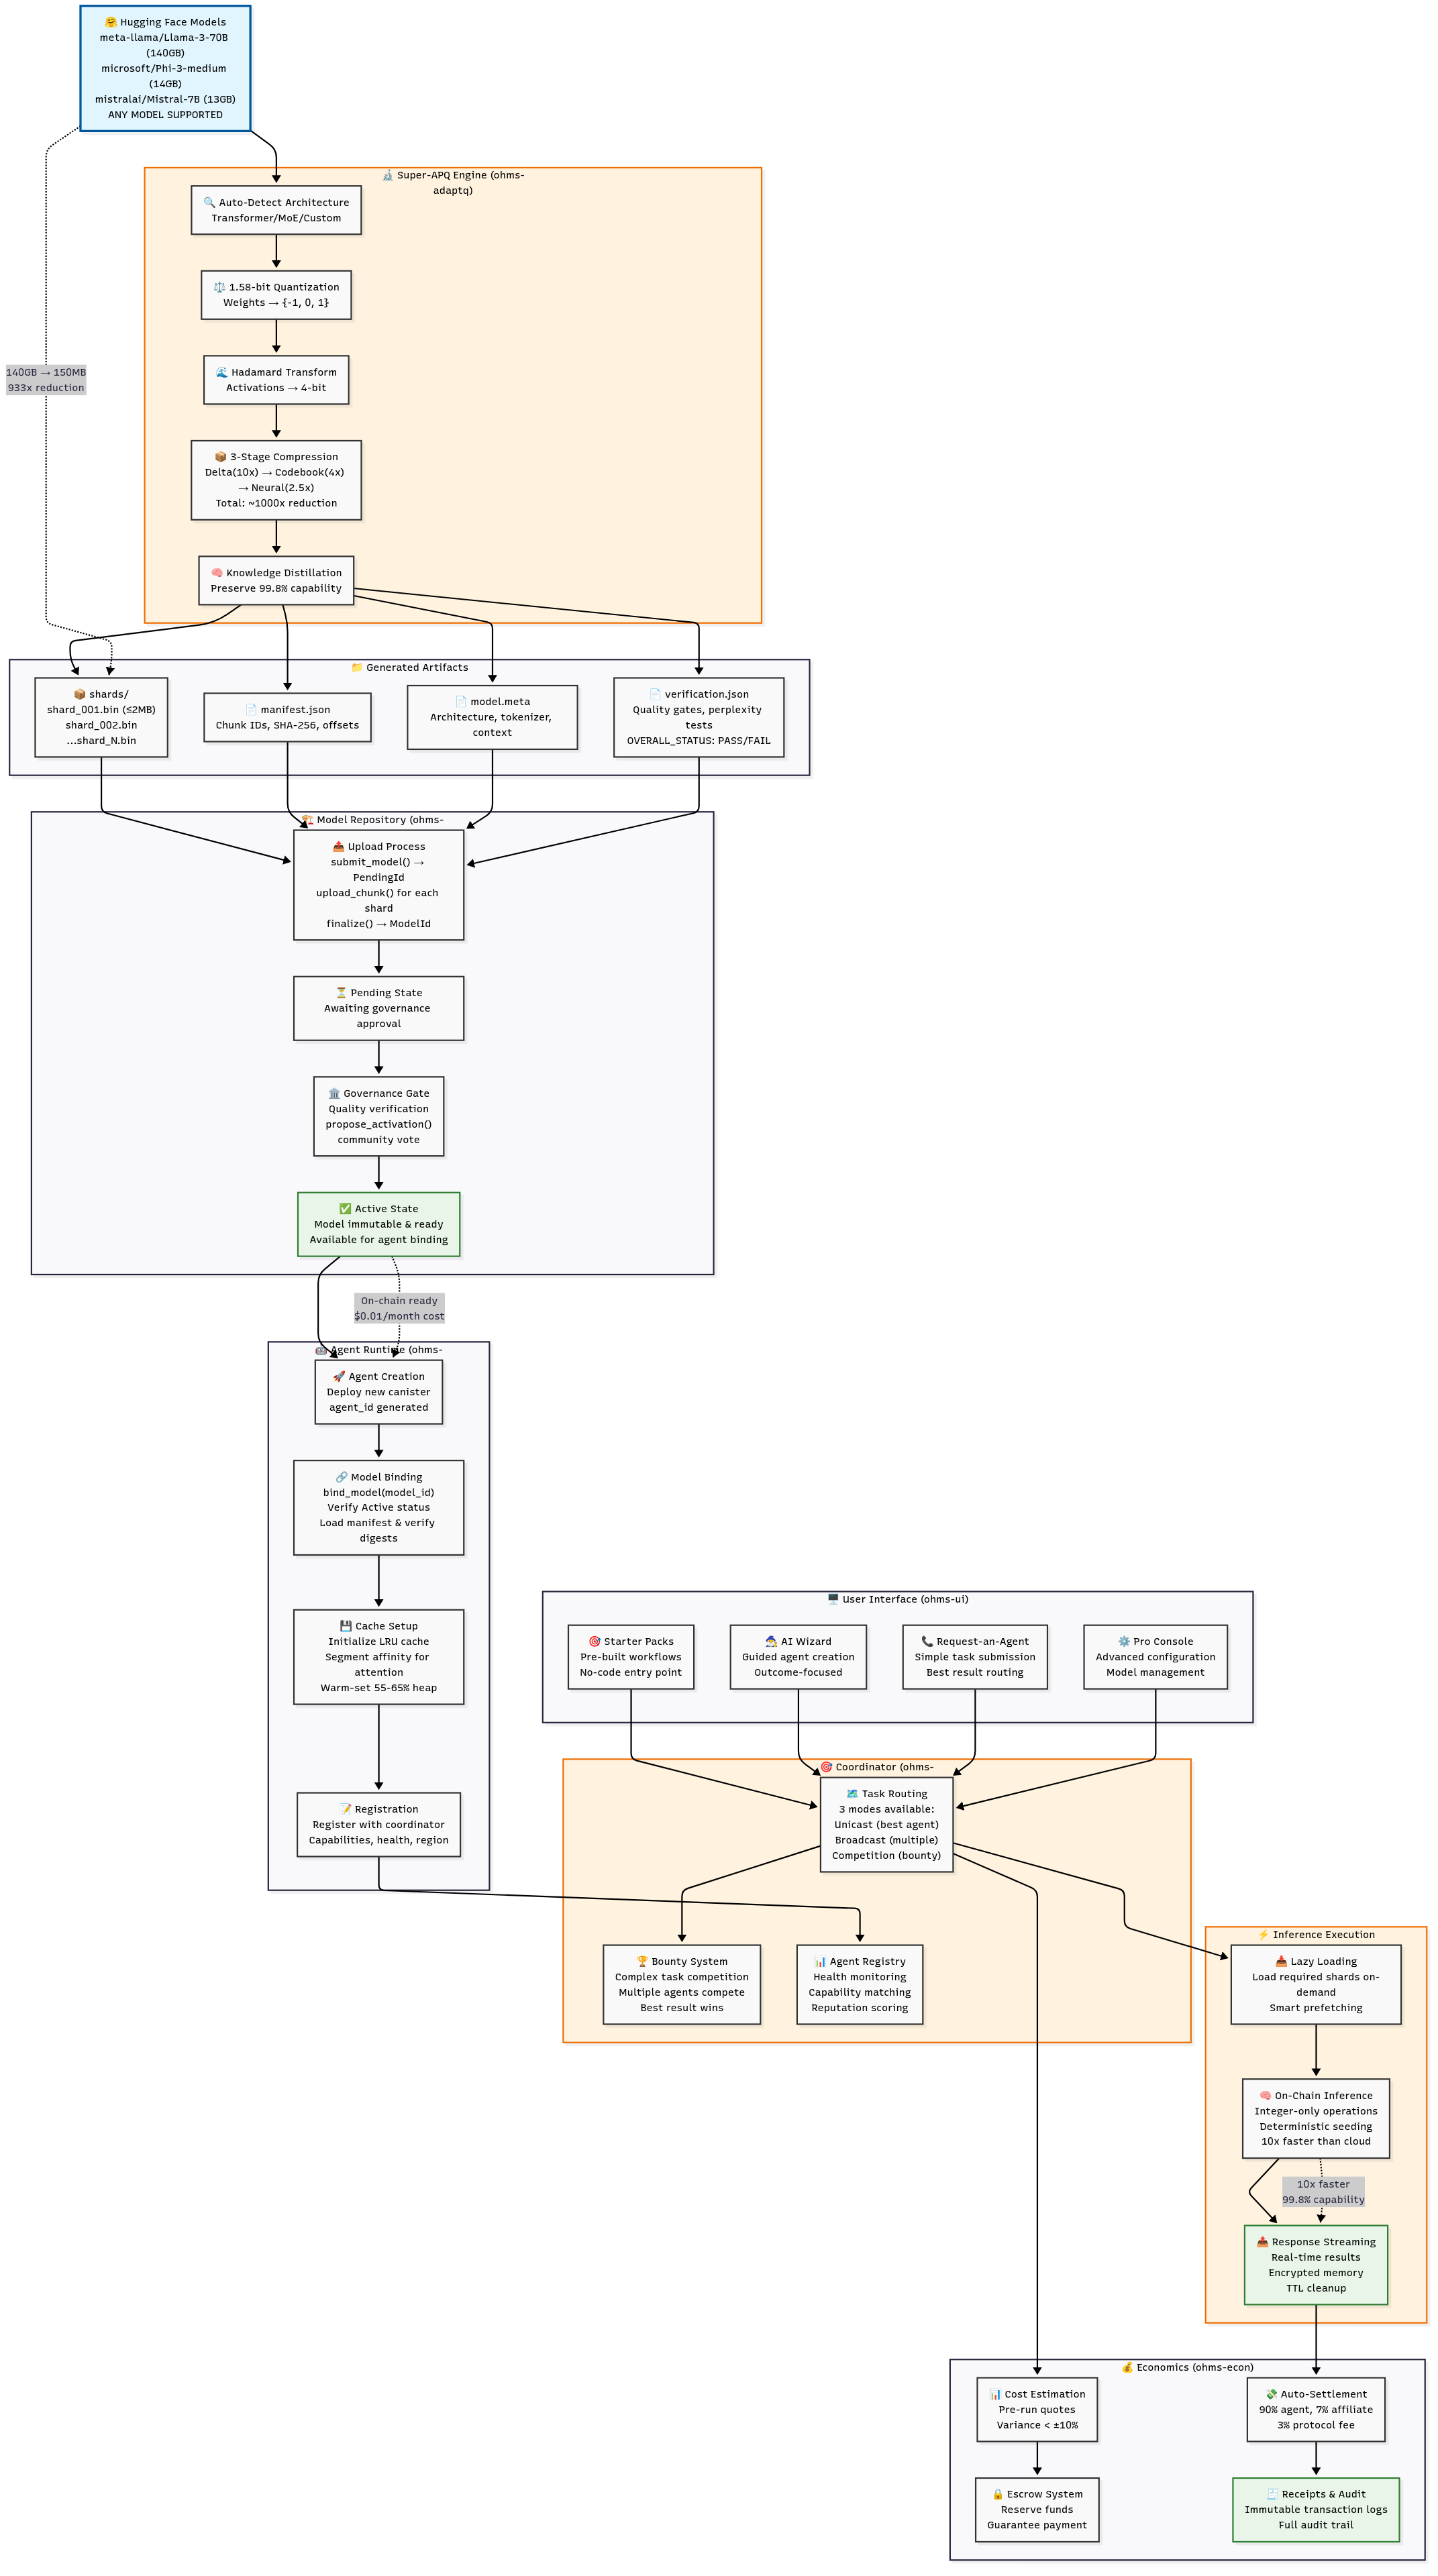 🤗 Hugging Face Models
meta-llama/Llama-3-70B
(140GB)
microsoft/Phi-3-medium
(14GB)
mistralai/Mistral-7B (13GB)
ANY MODEL SUPPORTED
🔬 Super-APQ Engine (ohms-
adaptq)
🔍 Auto-Detect Architecture
Transformer/MoE/Custom
⚖️ 1.58-bit Quantization
Weights → {-1, 0, 1}
🌊 Hadamard Transform
Activations → 4-bit
140GB → 150MB
933x reduction
📦 3-Stage Compression
Delta(10x) → Codebook(4x)
→ Neural(2.5x)
Total: ~1000x reduction
🧠 Knowledge Distillation
Preserve 99.8% capability
📁 Generated Artifacts
📦 shards/
shard_001.bin (≤2MB)
shard_002.bin
...shard_N.bin
📄 manifest.json
Chunk IDs, SHA-256, offsets
📄 model.meta
Architecture, tokenizer,
context
📄 verification.json
Quality gates, perplexity
tests
OVERALL_STATUS: PASS/FAIL
🏗️ Model Repository (ohms-
📤 Upload Process
submit_model() →
PendingId
upload_chunk() for each
shard
finalize() → ModelId
⏳ Pending State
Awaiting governance
approval
🏛️ Governance Gate
Quality verification
propose_activation()
community vote
✅ Active State
Model immutable & ready
Available for agent binding
On-chain ready
$0.01/month cost
🤖 Agent Runtime (ohms-
🚀 Agent Creation
Deploy new canister
agent_id generated
🔗 Model Binding
bind_model(model_id)
Verify Active status
Load manifest & verify
digests
💾 Cache Setup
Initialize LRU cache
Segment affinity for
attention
Warm-set 55-65% heap
📝 Registration
Register with coordinator
Capabilities, health, region
🖥️ User Interface (ohms-ui)
🎯 Starter Packs
Pre-built workflows
No-code entry point
🧙 AI Wizard
Guided agent creation
Outcome-focused
📞 Request-an-Agent
Simple task submission
Best result routing
⚙️ Pro Console
Advanced configuration
Model management
🎯 Coordinator (ohms-
🗺️ Task Routing
3 modes available:
Unicast (best agent)
Broadcast (multiple)
Competition (bounty)
🏆 Bounty System
Complex task competition
Multiple agents compete
Best result wins
📊 Agent Registry
Health monitoring
Capability matching
Reputation scoring
⚡ Inference Execution
📥 Lazy Loading
Load required shards on-
demand
Smart prefetching
🧠 On-Chain Inference
Integer-only operations
Deterministic seeding
10x faster than cloud
10x faster
99.8% capability
📤 Response Streaming
Real-time results
Encrypted memory
TTL cleanup
💰 Economics (ohms-econ)
📊 Cost Estimation
Pre-run quotes
Variance < ±10%
💸 Auto-Settlement
90% agent, 7% affiliate
3% protocol fee
🔒 Escrow System
Reserve funds
Guarantee payment
🧾 Receipts & Audit
Immutable transaction logs
Full audit trail